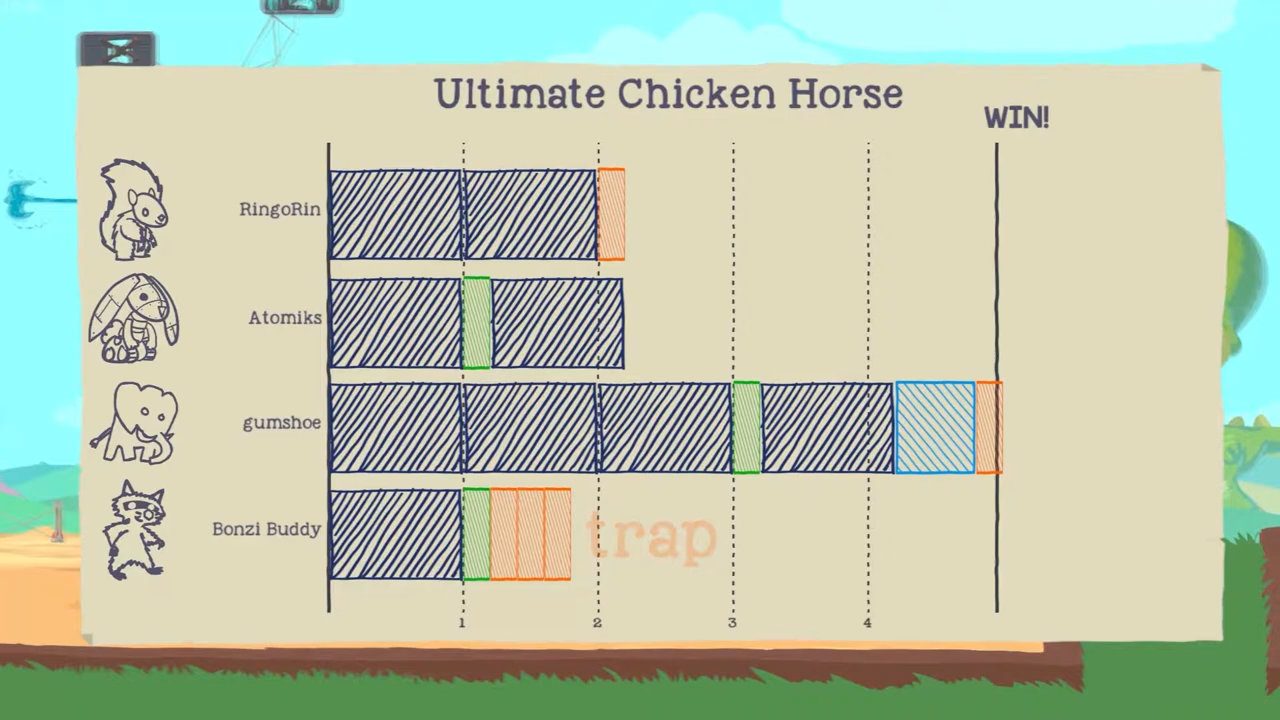 Ultimate Chicken Horse
WIN!
RingoRin
Atomiks
gumshoe
Bonzi Buddy
trap
1 2 3 4